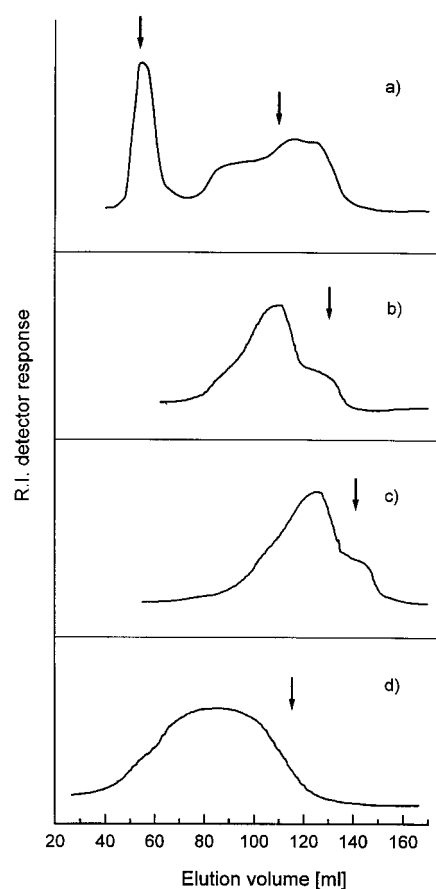 a)
b)
c)
d)
R.I. detector response
20 40 60 80 100 120 140 160
Elution volume [ml]